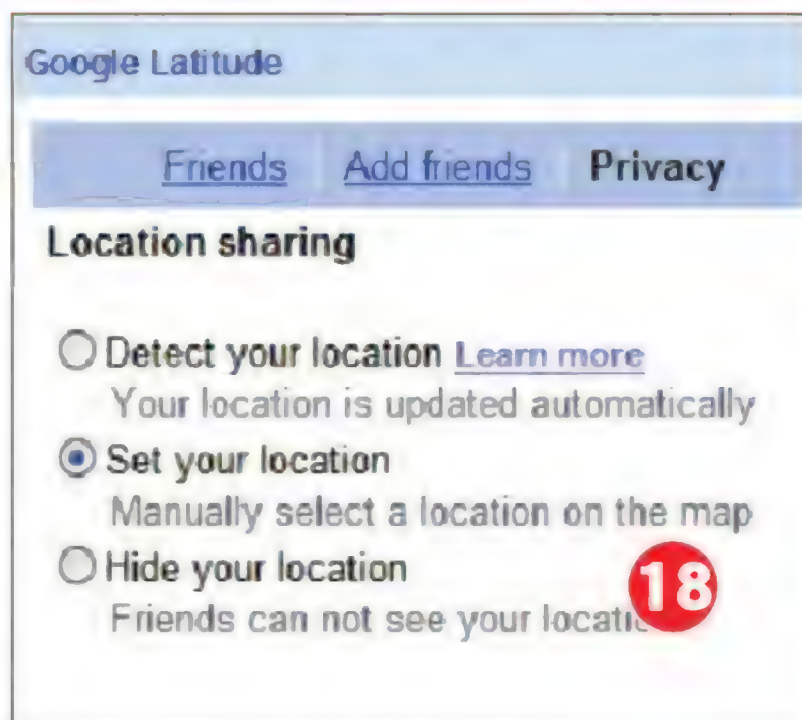 Google Latitude
Friends Add friends Privacy
Location sharing
Detect your location Learn more
Your location is updated automatically
Set your location
Manually select a location on the map
Hide your location
18
Friends can not see your locati